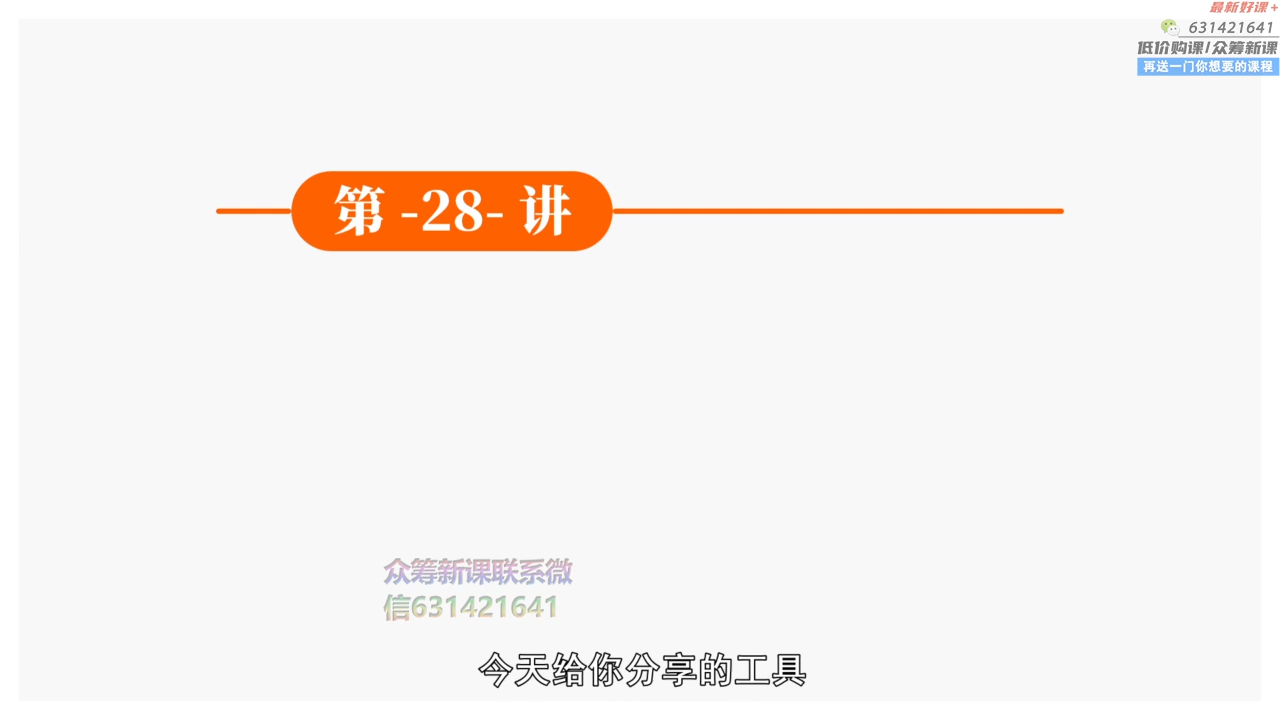 最新好课+
631421641
低价购课/众筹新课
再送一门你想要的课程
第 -28- 讲
众筹新课联系微
信631421641
今天给你分享的工具